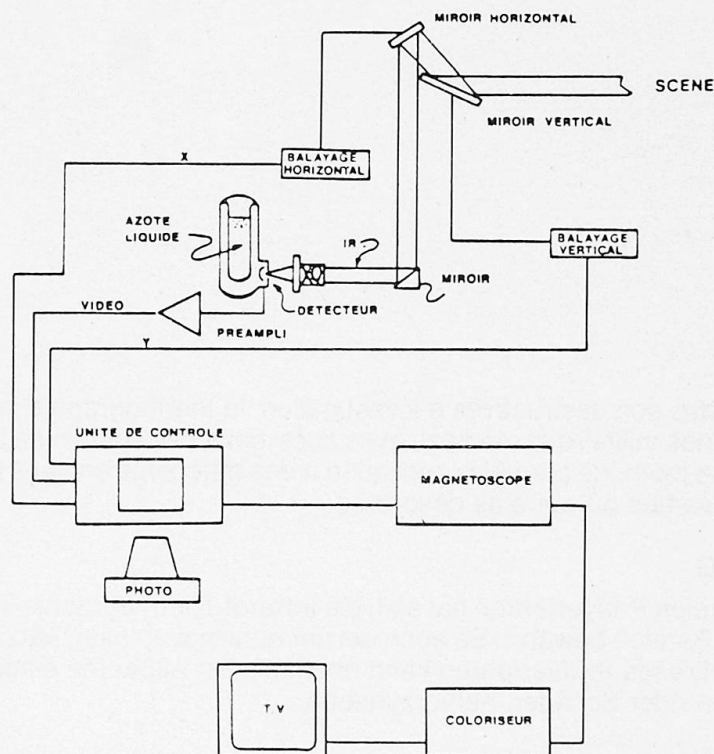 MIROIR HORIZONTAL
SCENE
MIROIR VERTICAL
X
BALAYAGE
HORIZONTAL
AZOTE
LIQUIDE
IR
BALAYAGE
VERTICAL
MIROIR
DETECTEUR
VIDEO
PREAMPLI
Y
UNITE DE CONTROLE
MAGNETOSCOPE
PHOTO
T.V
COLORISEUR